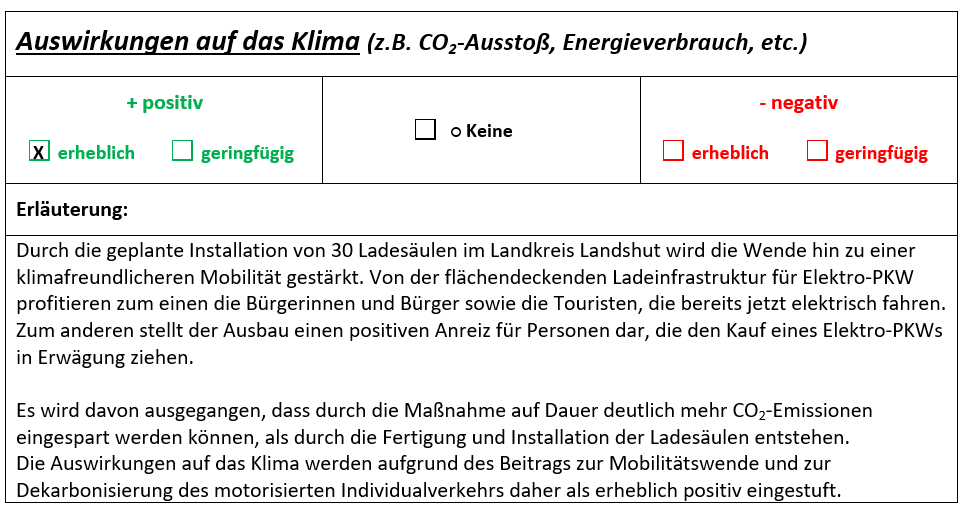 Auswirkungen auf das Klima (z.B. CO₂-Ausstoß, Energieverbrauch, etc.)
+ positiv
X erheblich geringfügig
○ Keine
- negativ
erheblich geringfügig
Erläuterung:
Durch die geplante Installation von 30 Ladesäulen im Landkreis Landshut wird die Wende hin zu einer
klimafreundlicheren Mobilität gestärkt. Von der flächendeckenden Ladeinfrastruktur für Elektro-PKW
profitieren zum einen die Bürgerinnen und Bürger sowie die Touristen, die bereits jetzt elektrisch fahren.
Zum anderen stellt der Ausbau einen positiven Anreiz für Personen dar, die den Kauf eines Elektro-PKWs
in Erwägung ziehen.
Es wird davon ausgegangen, dass durch die Maßnahme auf Dauer deutlich mehr CO₂-Emissionen
eingespart werden können, als durch die Fertigung und Installation der Ladesäulen entstehen.
Die Auswirkungen auf das Klima werden aufgrund des Beitrags zur Mobilitätswende und zur
Dekarbonisierung des motorisierten Individualverkehrs daher als erheblich positiv eingestuft.